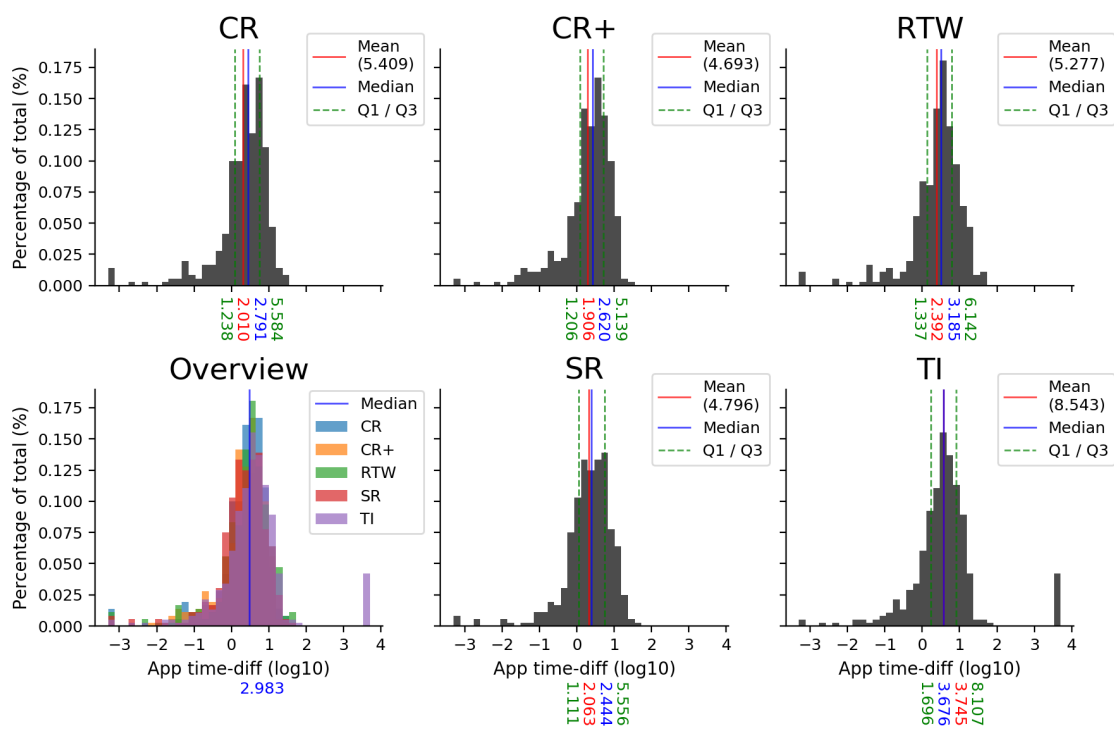 CR
Mean
(5.409)
Median
Q1 / Q3
Percentage of total (%)
0.175
0.150
0.125
0.100
0.075
0.050
0.025
0.000
1.238
2.010
2.791
5.584
CR+
Mean
(4.693)
Median
Q1 / Q3
1.206
1.906
2.620
5.139
RTW
Mean
(5.277)
Median
Q1 / Q3
1.337
2.392
3.185
6.142
Overview
Median
CR
CR+
RTW
SR
TI
Percentage of total (%)
0.175
0.150
0.125
0.100
0.075
0.050
0.025
0.000
−3 −2 −1 0 1 2 3 4
App time-diff (log10)
2.983
SR
Mean
(4.796)
Median
Q1 / Q3
−3 −2 −1 0 1 2 3 4
App time-diff (log10)
1.111
2.063
2.444
5.556
TI
Mean
(8.543)
Median
Q1 / Q3
−3 −2 −1 0 1 2 3 4
App time-diff (log10)
1.696
3.676
3.745
8.107